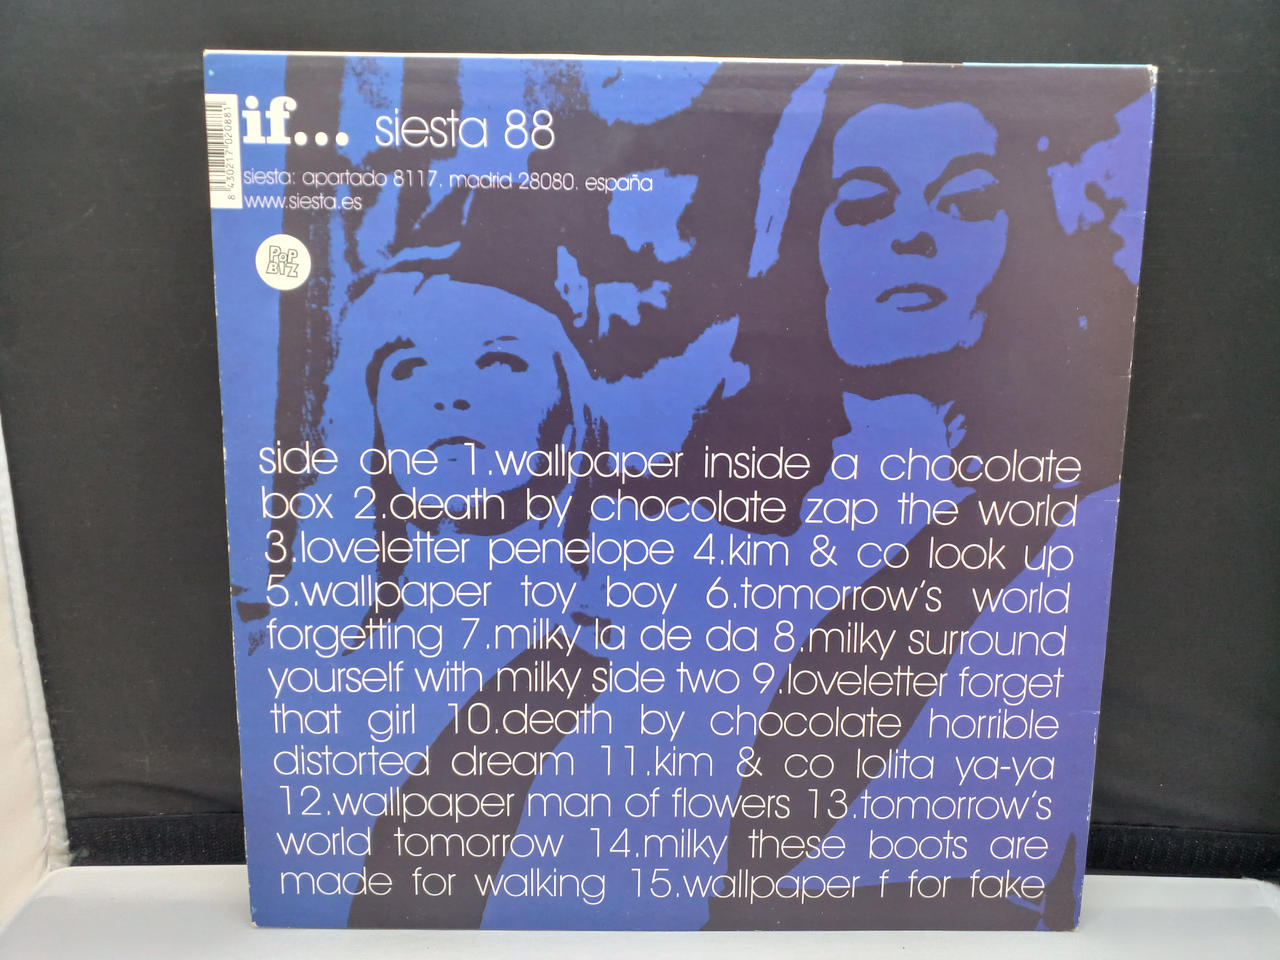 if... siesta 88
siesta: apartado 8117. madrid 28080. españa
www.siesta.es
8 430217 020881
POP
BIZ
side one 1.wallpaper inside a chocolate
box 2.death by chocolate zap the world
3.loveletter penelope 4.kim & co look up
5.wallpaper toy boy 6.tomorrow's world
forgetting 7.milky la de da 8.milky surround
yourself with milky side two 9.loveletter forget
that girl 10.death by chocolate horrible
distorted dream 11.kim & co lolita ya-ya
12.wallpaper man of flowers 13.tomorrow's
world tomorrow 14.milky these boots are
made for walking 15.wallpaper f for fake